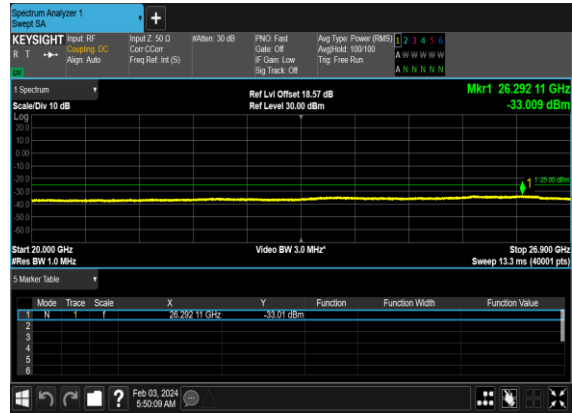 Spectrum Analyzer 1
Swept SA
+
KEYSIGHT Input: RF Input Z: 50 Ω #Atten: 30 dB PNO: Fast Avg Type: Power (RMS) 1 2 3 4 5 6
R T Coupling: DC Corr CCorr Gate: Off Avg|Hold: 100/100 A W W W W W
Align: Auto Freq Ref: Int (S) IF Gain: Low Trig: Free Run
LW Sig Track: Off A N N N N N
1 Spectrum Ref Lvl Offset 18.57 dB Mkr1 26.292 11 GHz
Scale/Div 10 dB Ref Level 30.00 dBm -33.009 dBm
Log
20.0
10.0
0.00
-10.0
-20.0
1 -25.00 dBm
-30.0
-40.0
-50.0
-60.0
Start 20.000 GHz Video BW 3.0 MHz* Stop 26.900 GHz
#Res BW 1.0 MHz Sweep 13.3 ms (40001 pts)
5 Marker Table
Mode Trace Scale X Y Function Function Width Function Value
1 N 1 f 26.292 11 GHz -33.01 dBm
2
3
4
5
6
? Feb 03, 2024
5:50:09 AM